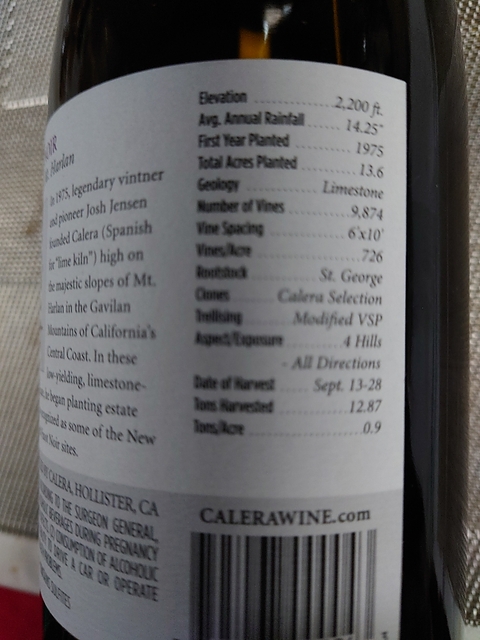 Harlan
In 1975, legendary vintner
and pioneer Josh Jensen
founded Calera (Spanish
for "lime kiln") high on
the majestic slopes of Mt.
Harlan in the Gavilan
Mountains of California's
Central Coast. In these
low-yielding, limestone-
began planting estate
as some of the New
Noir sites.
CALERA, HOLLISTER, CA
TO THE SURGEON GENERAL,
BEVERAGES DURING PREGNANCY
CONSUMPTION OF ALCOHOLIC
DRIVE A CAR OR OPERATE
SULFITES
Elevation 2,200 ft.
Avg. Annual Rainfall 14.25"
First Year Planted 1975
Total Acres Planted 13.6
Geology Limestone
Number of Vines 9,874
Vine Spacing 6'x10'
Vines/Acre 726
Rootstock St. George
Clones Calera Selection
Trellising Modified VSP
Aspect/Exposure 4 Hills
- All Directions
Date of Harvest Sept. 13-28
Tons Harvested 12.87
Tons/Acre 0.9
CALERAWINE.com